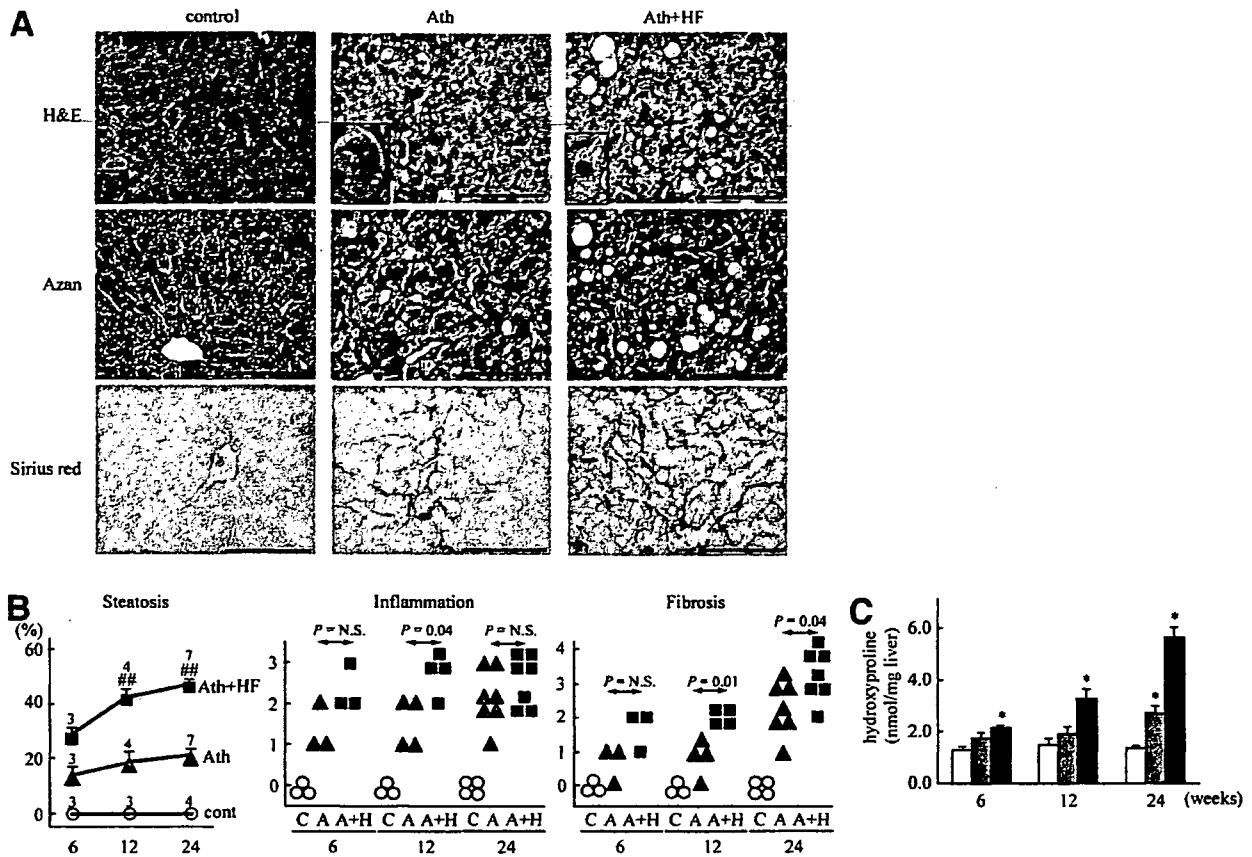 A
control Ath Ath+HF
H&E
Azan
Sirius red
B
Steatosis Inflammation Fibrosis
(%)
60
40
20
0
3 4 ## 7 ## Ath+HF
3 4 7 Ath
3 3 4 cont
6 12 24
P = N.S. P = 0.04 P = N.S.
3
2
1
0
C A A+H C A A+H C A A+H
6 12 24
P = N.S. P = 0.01 P = 0.04
4
3
2
1
0
C A A+H C A A+H C A A+H
6 12 24
C
hydroxyproline
(nmol/mg liver)
6.0
4.0
2.0
0.0
* * * *
6 12 24 (weeks)